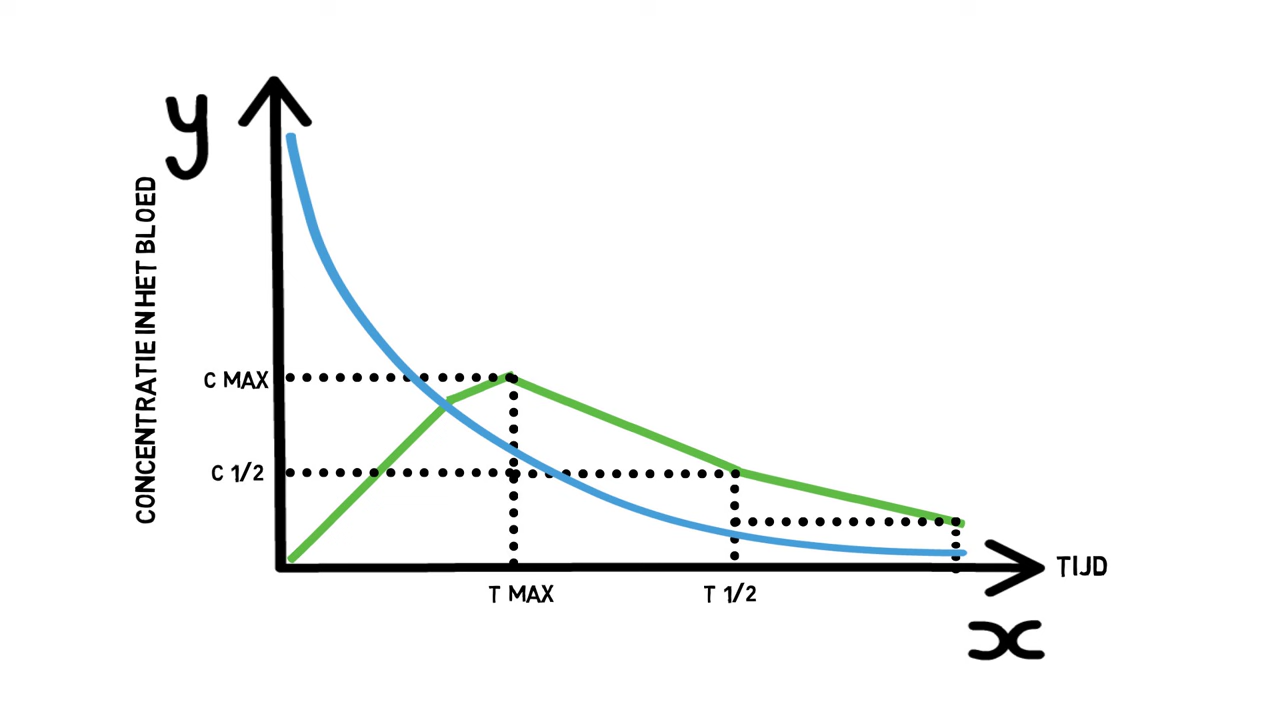 y
CONCENTRATIE IN HET BLOED
C MAX
C 1/2
T MAX
T 1/2
TIJD
x